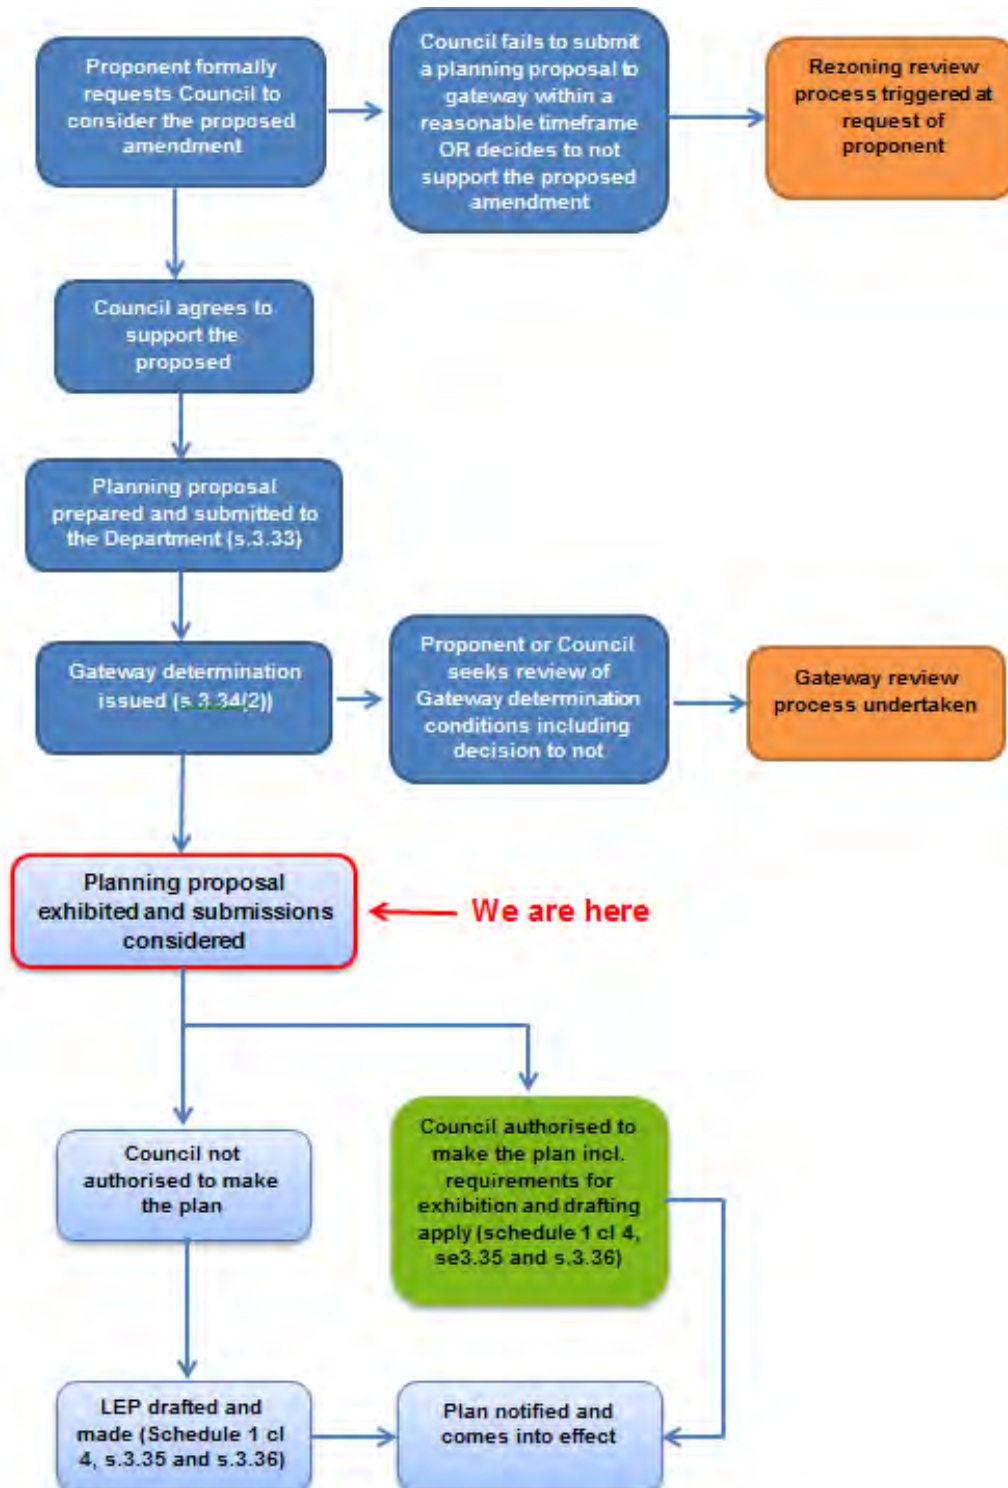 Proponent formally
requests Council to
consider the proposed
amendment
Council fails to submit
a planning proposal to
gateway within a
reasonable timeframe
OR decides to not
support the proposed
amendment
Rezoning review
process triggered at
request of
proponent
Council agrees to
support the
proposed
Planning proposal
prepared and submitted to
the Department (s.3.33)
Gateway determination
issued (s.3.34(2))
Proponent or Council
seeks review of
Gateway determination
conditions including
decision to not
Gateway review
process undertaken
Planning proposal
exhibited and submissions
considered
We are here
Council not
authorised to make
the plan
Council authorised to
make the plan incl.
requirements for
exhibition and drafting
apply (schedule 1 cl 4,
se3.35 and s.3.36)
LEP drafted and
made (Schedule 1 cl
4, s.3.35 and s.3.36)
Plan notified and
comes into effect